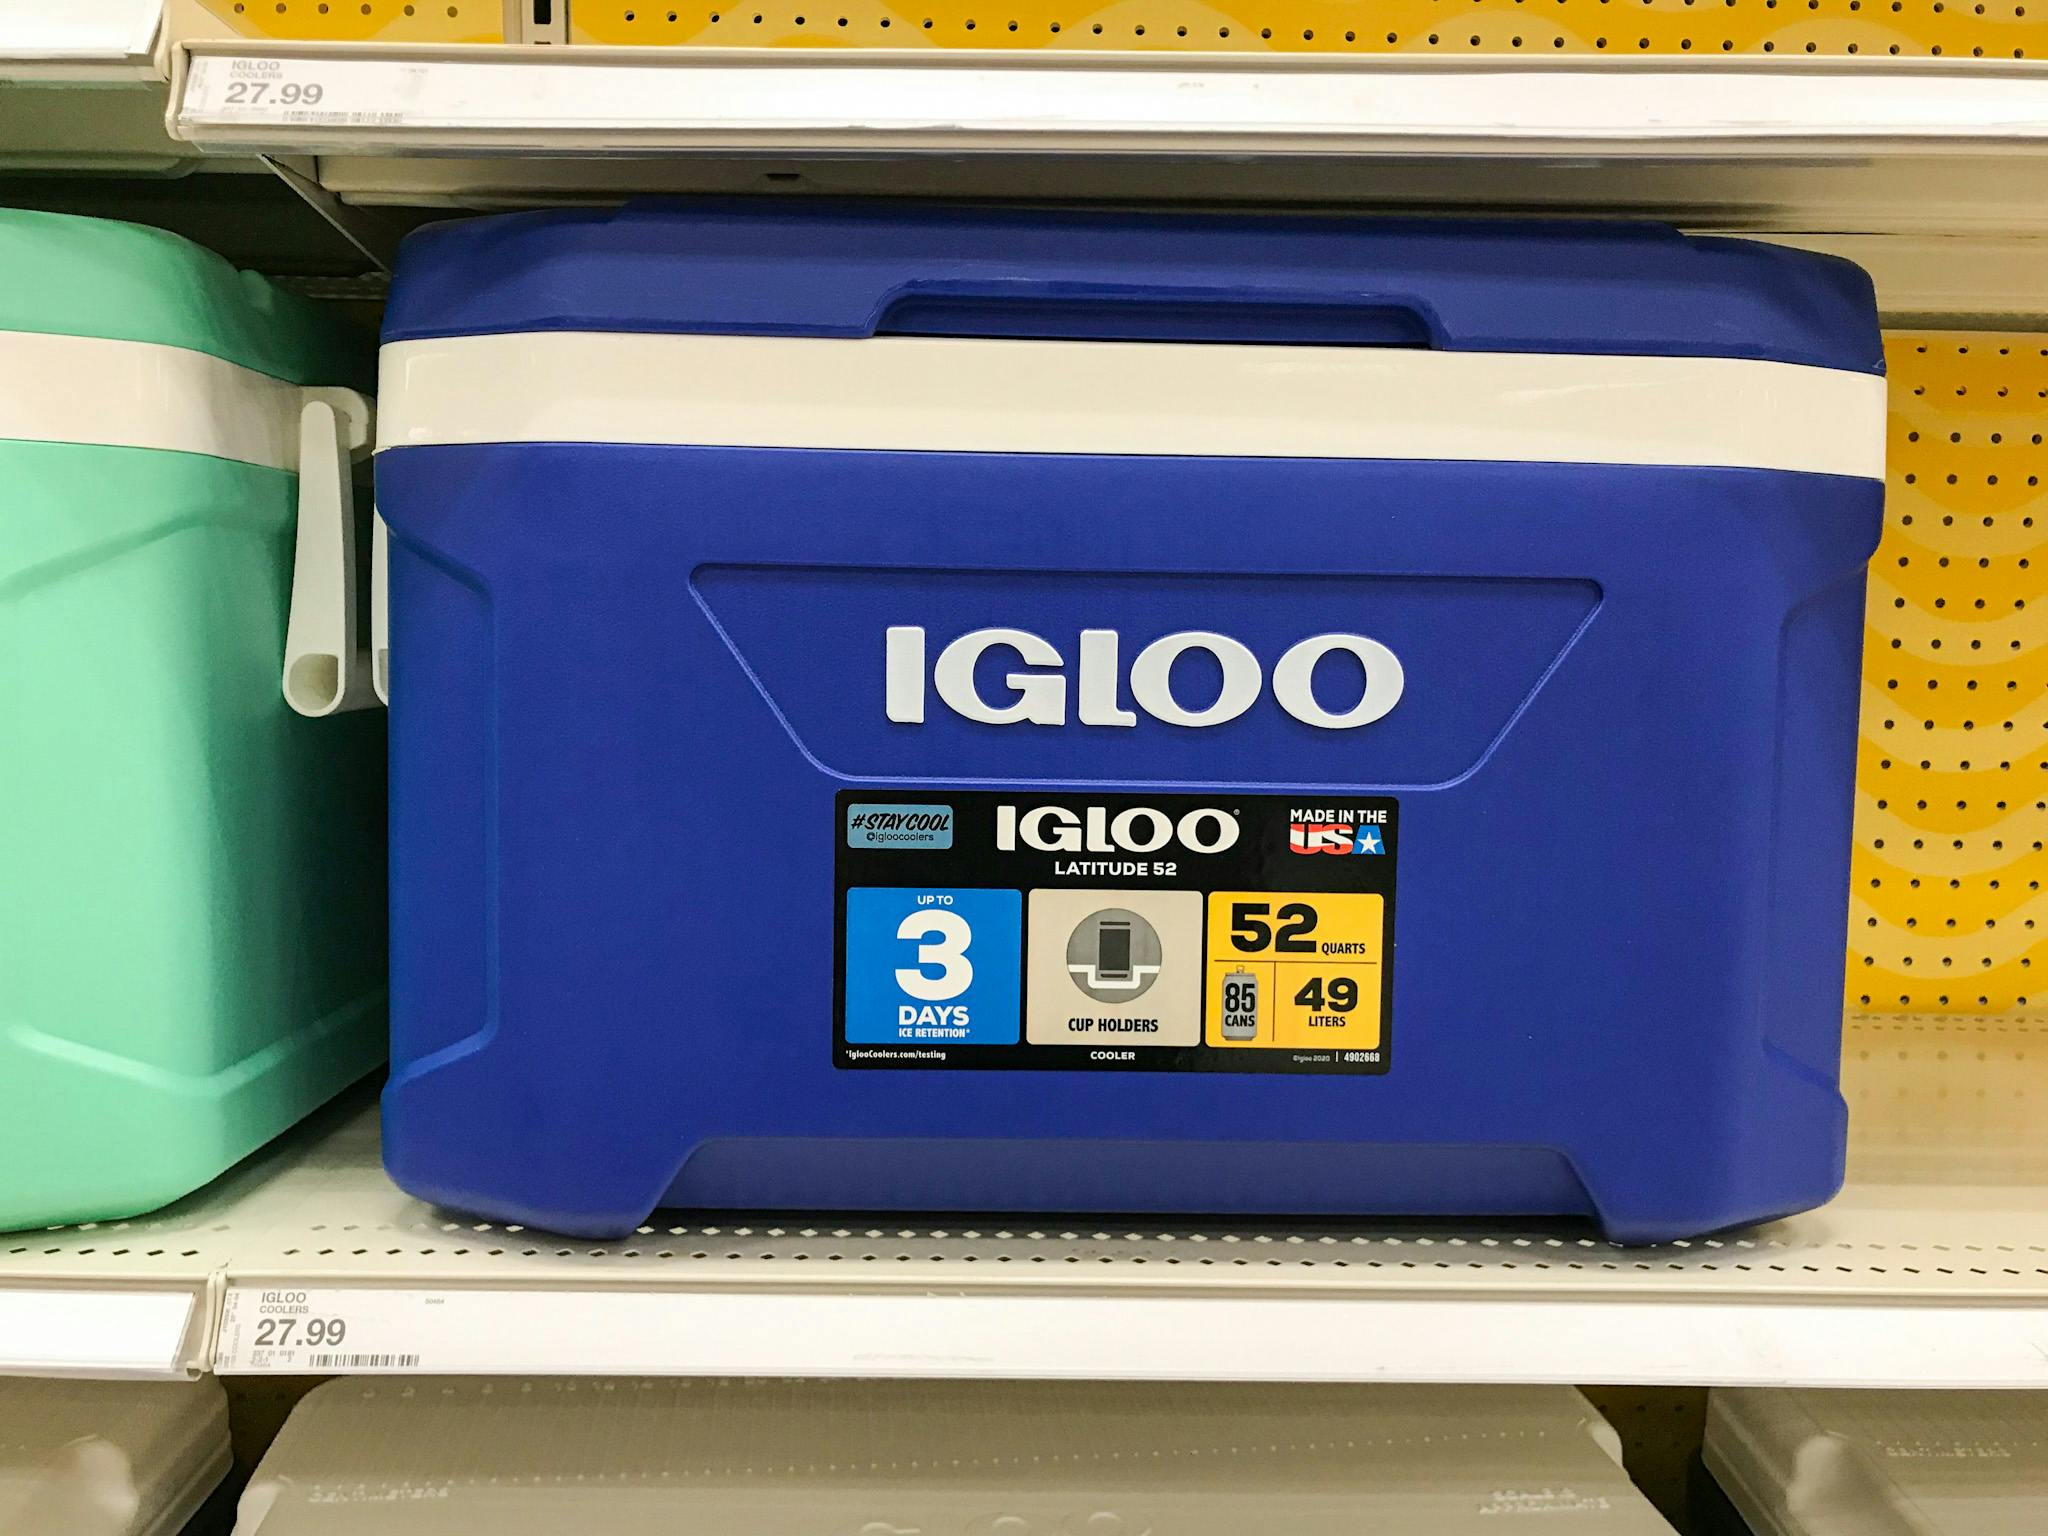 IGLOO
COOLERS
27.99
IGLOO
#STAYCOOL
@igloocoolers
IGLOO
LATITUDE 52
MADE IN THE
USA
UP TO
3
DAYS
ICE RETENTION*
CUP HOLDERS
52 QUARTS
85
CANS
49
LITERS
*IglooCoolers.com/testing
COOLER
©Igloo 2020 | 4902668
IGLOO
COOLERS
27.99